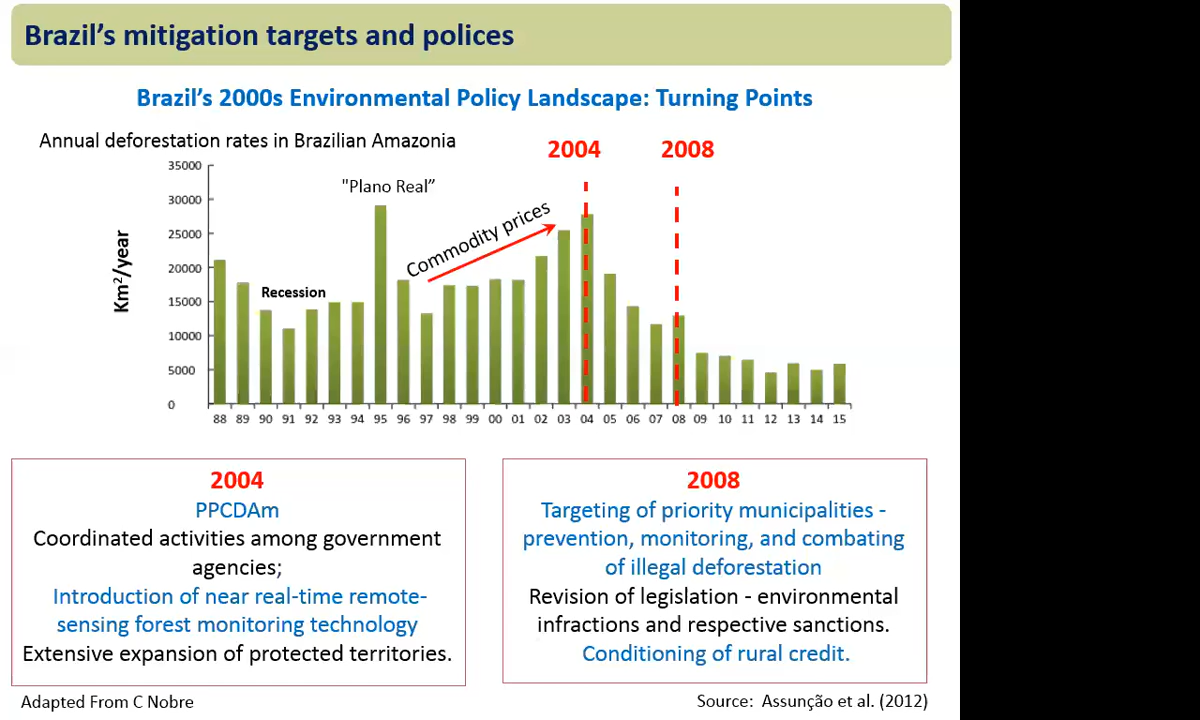 Brazil's mitigation targets and polices
Brazil's 2000s Environmental Policy Landscape: Turning Points
Annual deforestation rates in Brazilian Amazonia
2004
2008
35000
30000
25000
20000
15000
10000
5000
0
Km²/year
"Plano Real”
Commodity prices
Recession
88 89 90 91 92 93 94 95 96 97 98 99 00 01 02 03 04 05 06 07 08 09 10 11 12 13 14 15
2004
PPCDAm
Coordinated activities among government
agencies;
Introduction of near real-time remote-
sensing forest monitoring technology
Extensive expansion of protected territories.
2008
Targeting of priority municipalities -
prevention, monitoring, and combating
of illegal deforestation
Revision of legislation - environmental
infractions and respective sanctions.
Conditioning of rural credit.
Adapted From C Nobre
Source: Assunção et al. (2012)